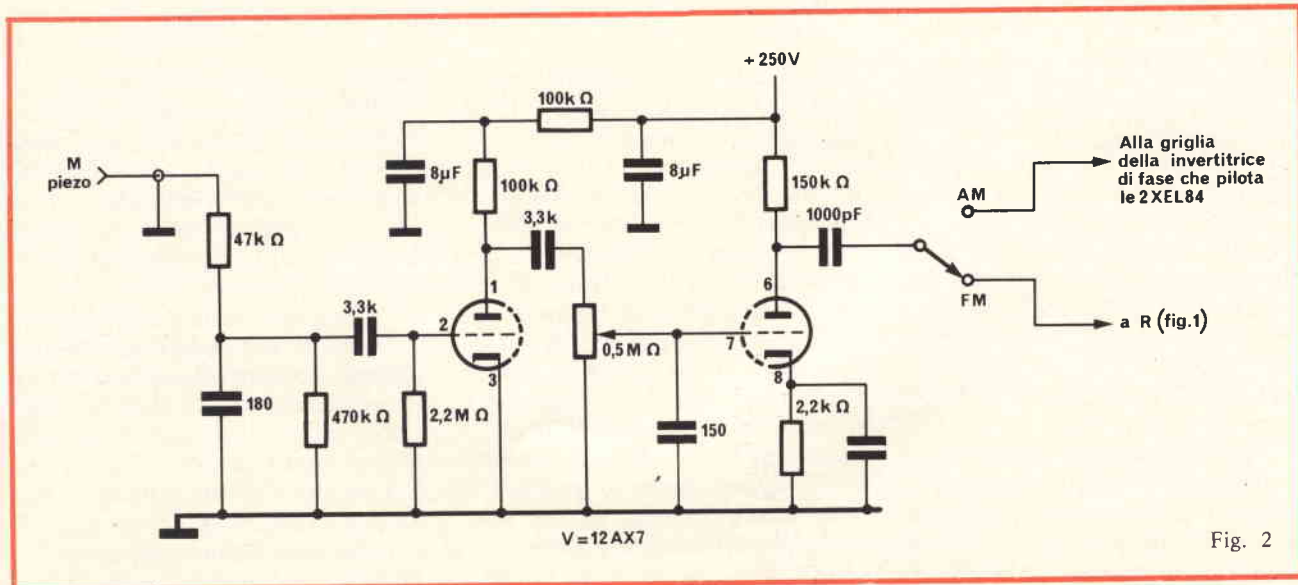 + 250V
100k Ω
M
piezo
8µF
100k Ω
8µF
150k Ω
Alla griglia
della invertitrice
di fase che pilota
le 2XEL84
AM
1000pF
47k Ω
3,3k
1
6
FM
3,3k
2
0,5M Ω
7
a R (fig.1)
3
8
180
470k Ω
2,2M Ω
150
2,2k Ω
V=12AX7
Fig. 2